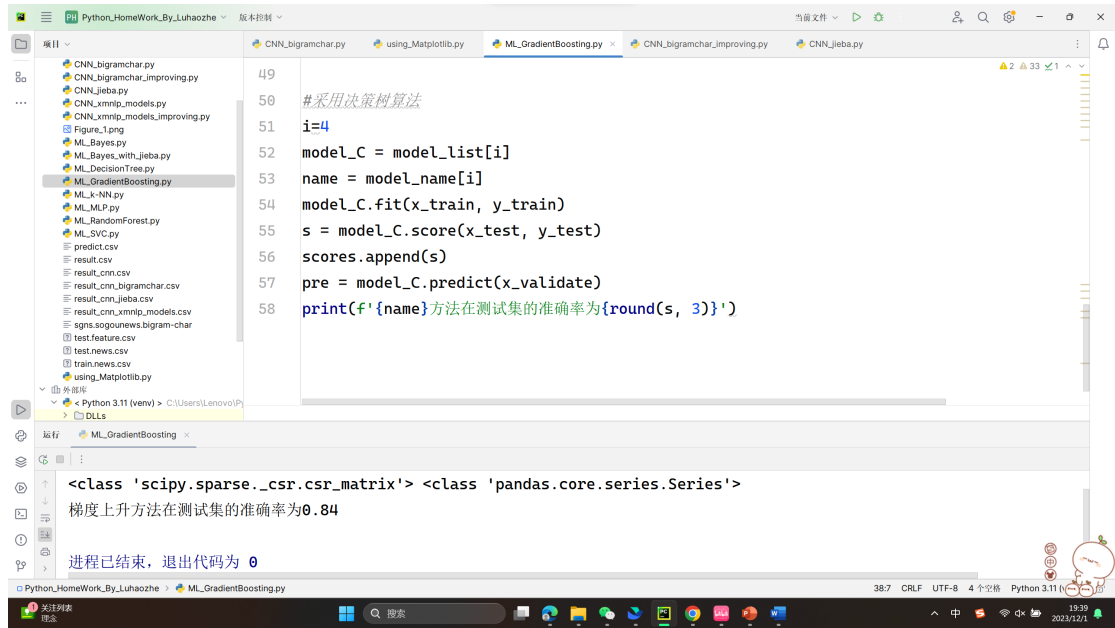 PH Python_HomeWork_By_Luhaozhe 版本控制 当前文件
项目
CNN_bigramchar.py using_Matplotlib.py ML_GradientBoosting.py CNN_bigramchar_improving.py CNN_jieba.py
CNN_bigramchar.py
CNN_bigramchar_improving.py
CNN_jieba.py
CNN_xmnlp_models.py
CNN_xmnlp_models_improving.py
Figure_1.png
ML_Bayes.py
ML_Bayes_with_jieba.py
ML_DecisionTree.py
ML_GradientBoosting.py
ML_k-NN.py
ML_MLP.py
ML_RandomForest.py
ML_SVC.py
predict.csv
result.csv
result_cnn.csv
result_cnn_bigramchar.csv
result_cnn_jieba.csv
result_cnn_xmnlp_models.csv
sgns.sogounews.bigram-char
test.feature.csv
test.news.csv
train.news.csv
using_Matplotlib.py
外部库
< Python 3.11 (venv) > C:\Users\Lenovo\Py
DLLs
2 33 1
49
50 #采用决策树算法
51 i=4
52 model_C = model_list[i]
53 name = model_name[i]
54 model_C.fit(x_train, y_train)
55 s = model_C.score(x_test, y_test)
56 scores.append(s)
57 pre = model_C.predict(x_validate)
58 print(f'{name}方法在测试集的准确率为{round(s, 3)}')
运行 ML_GradientBoosting
<class 'scipy.sparse._csr.csr_matrix'> <class 'pandas.core.series.Series'>
梯度上升方法在测试集的准确率为0.84
进程已结束，退出代码为 0
Python_HomeWork_By_Luhaozhe > ML_GradientBoosting.py 38:7 CRLF UTF-8 4 个空格 Python 3.11 (v
1 关注列表
理念
搜索
中
19:39
2023/12/1